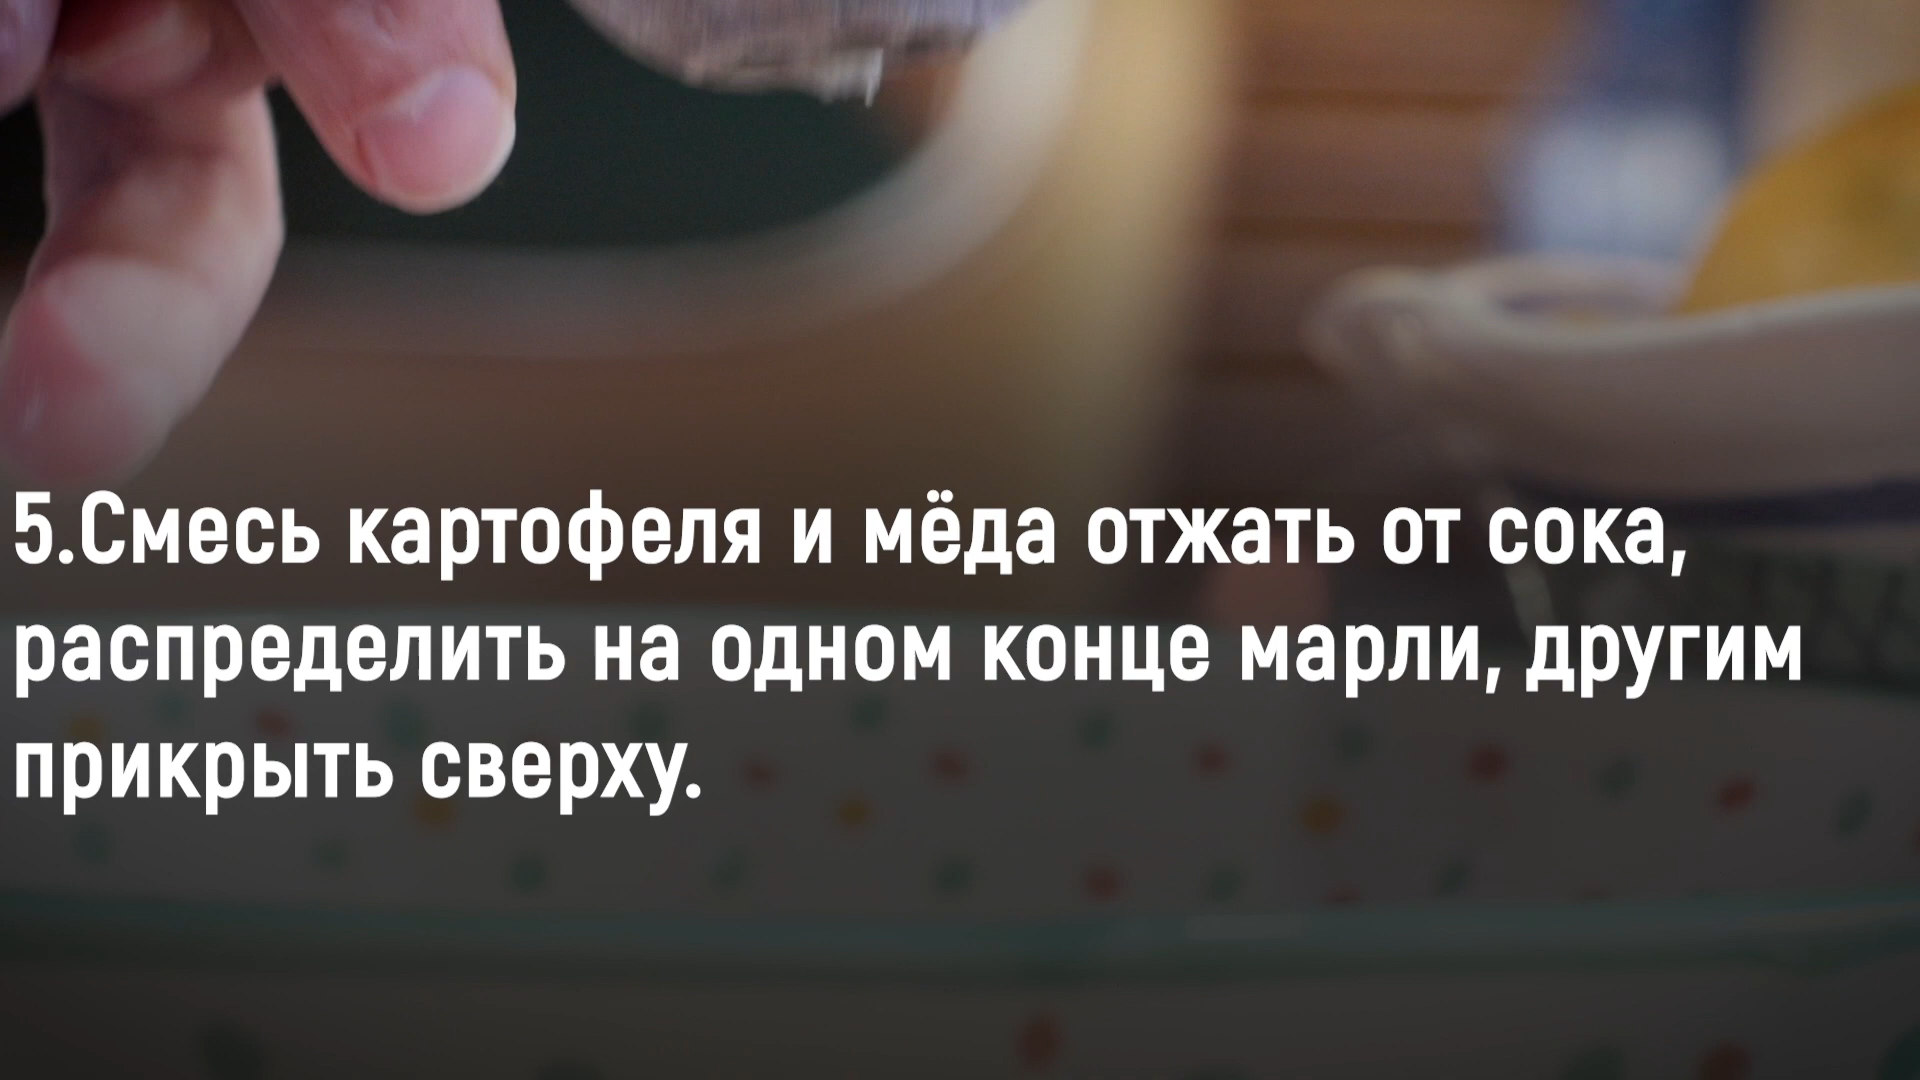 5.Смесь картофеля и мёда отжать от сока,
распределить на одном конце марли, другим
прикрыть сверху.